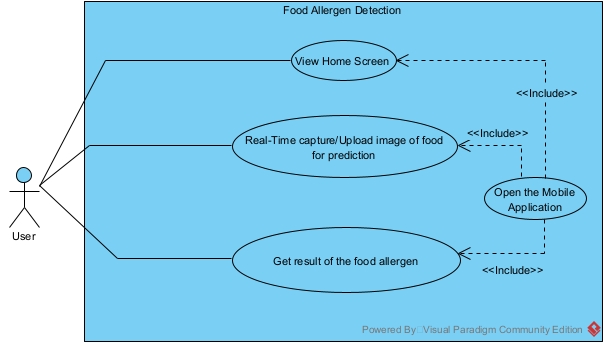 Food Allergen Detection
View Home Screen
<<Include>>
Real-Time capture/Upload image of food
for prediction
<<Include>>
Open the Mobile
Application
User
Get result of the food allergen
<<Include>>
Powered By Visual Paradigm Community Edition